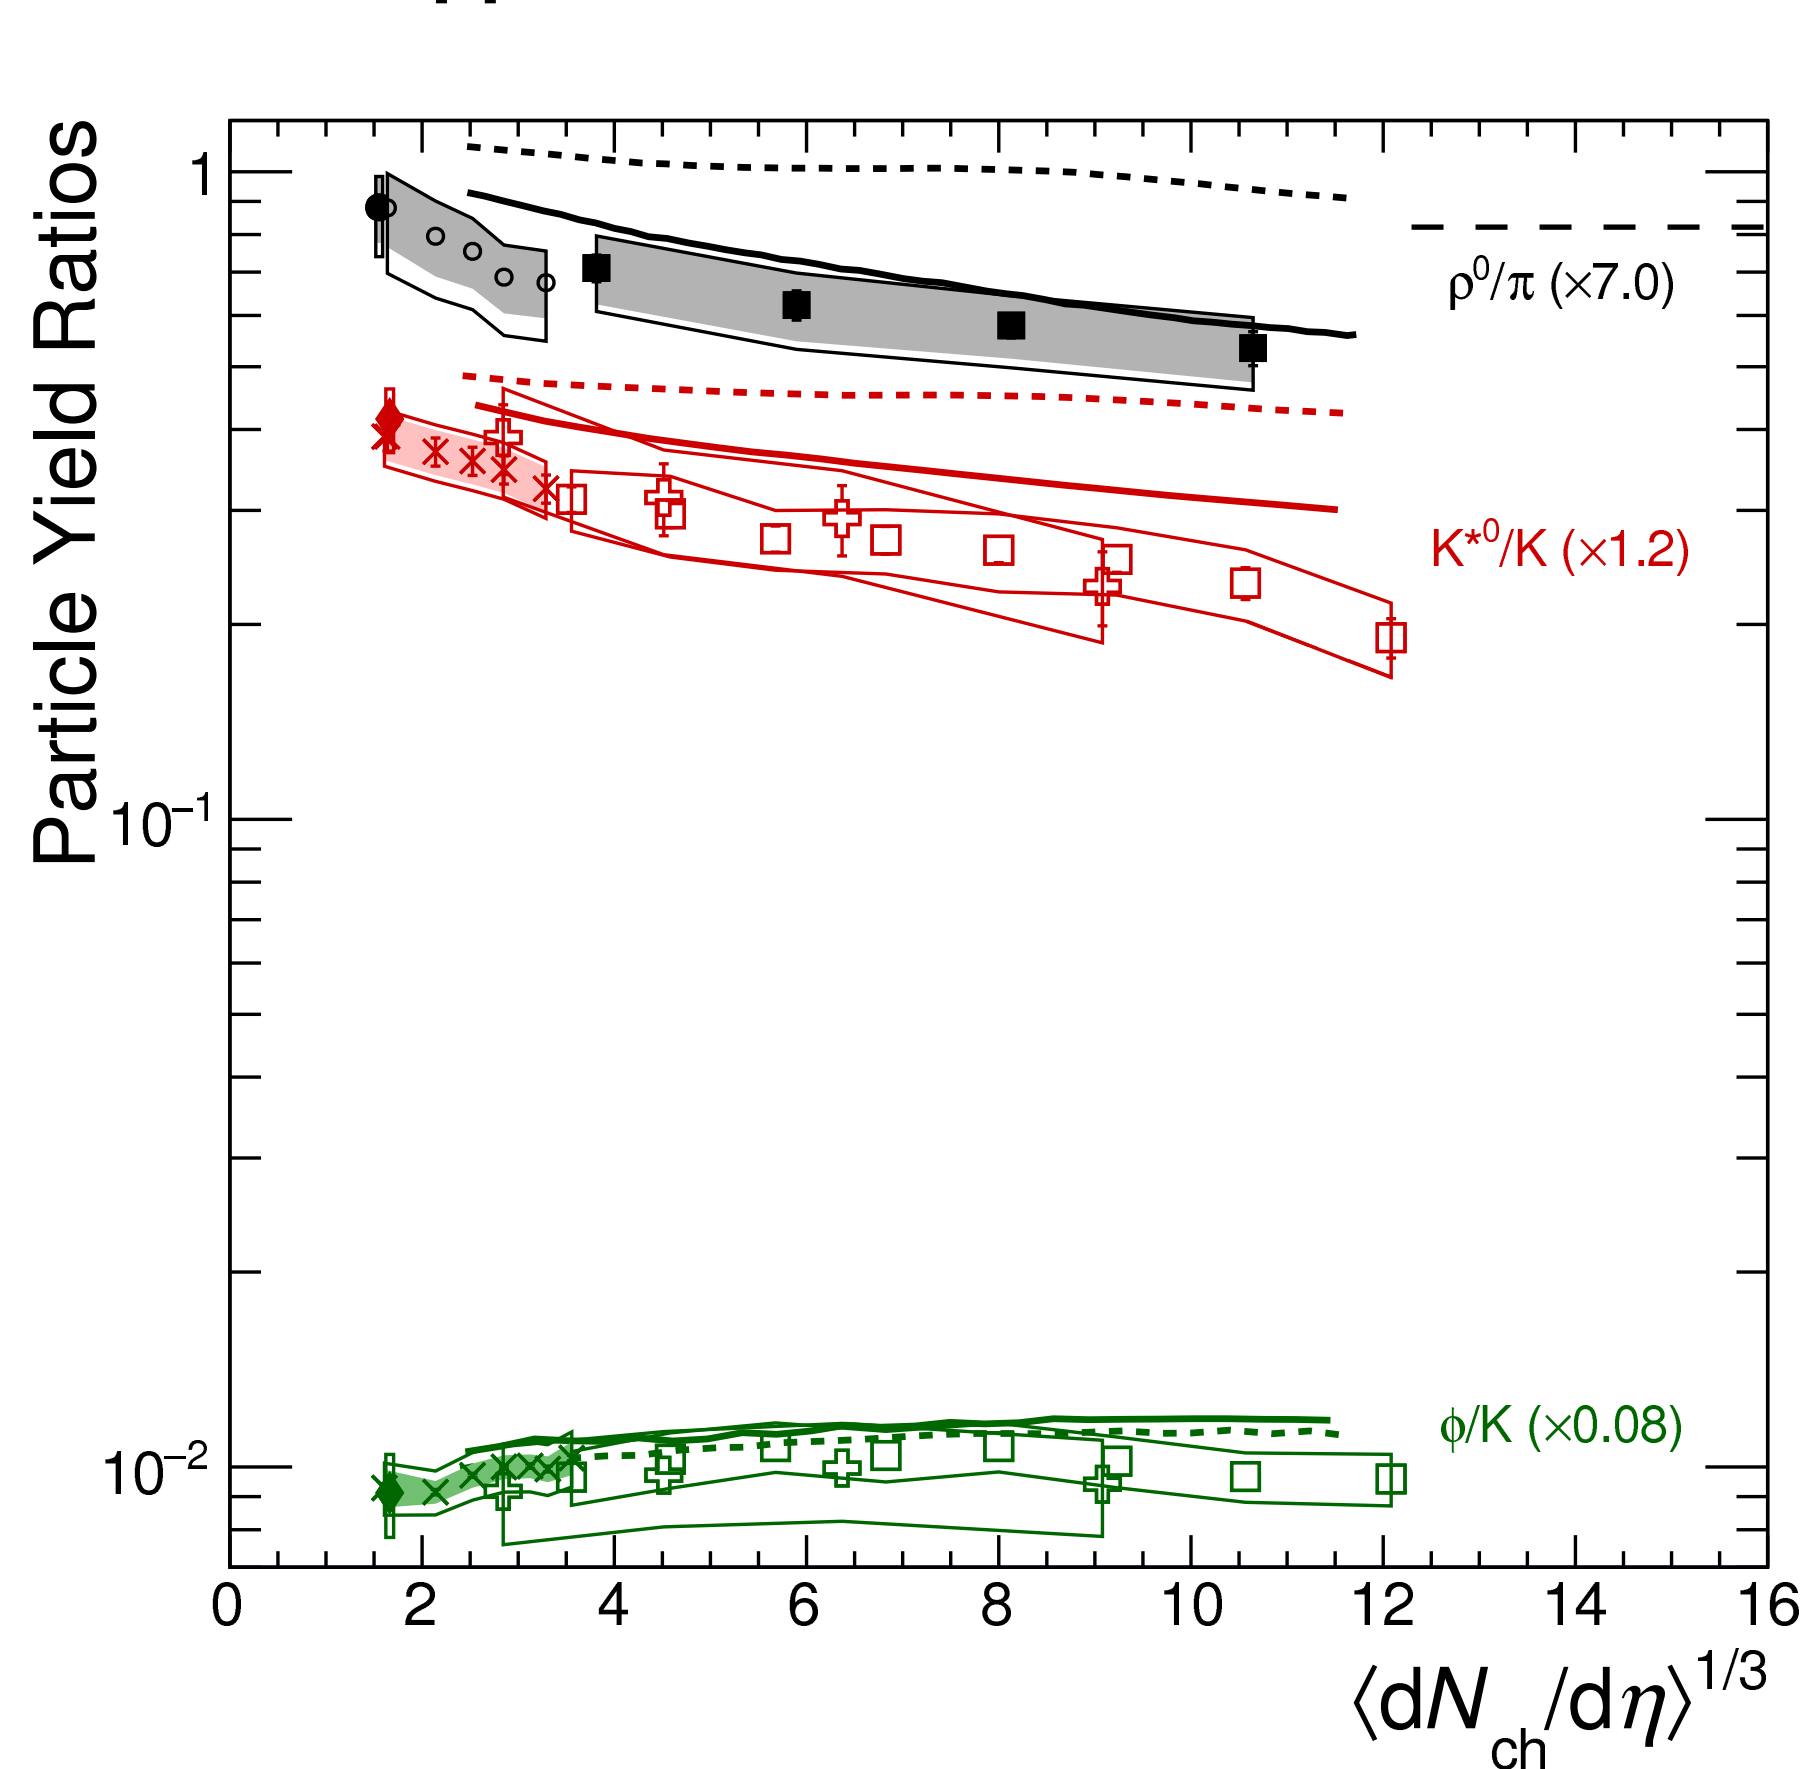 Particle Yield Ratios
1
10⁻¹
10⁻²
ρ⁰/π (×7.0)
K*⁰/K (×1.2)
ϕ/K (×0.08)
0 2 4 6 8 10 12 14 16
⟨dN_ch/dη⟩^1/3